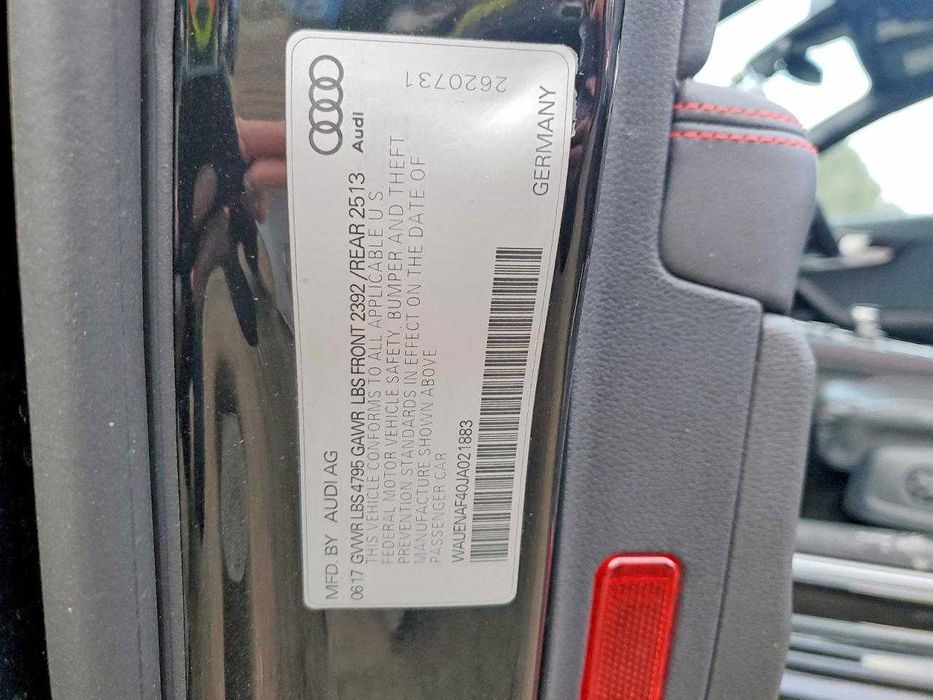 Audi
2620731
MFD. BY AUDI AG
GERMANY
0617 GVWR LBS 4795 GAWR LBS FRONT 2392/REAR 2513
THIS VEHICLE CONFORMS TO ALL APPLICABLE U S
FEDERAL MOTOR VEHICLE SAFETY, BUMPER AND THEFT
PREVENTION STANDARDS IN EFFECT ON THE DATE OF
MANUFACTURE SHOWN ABOVE
PASSENGER CAR
WAUENAF40JA021883